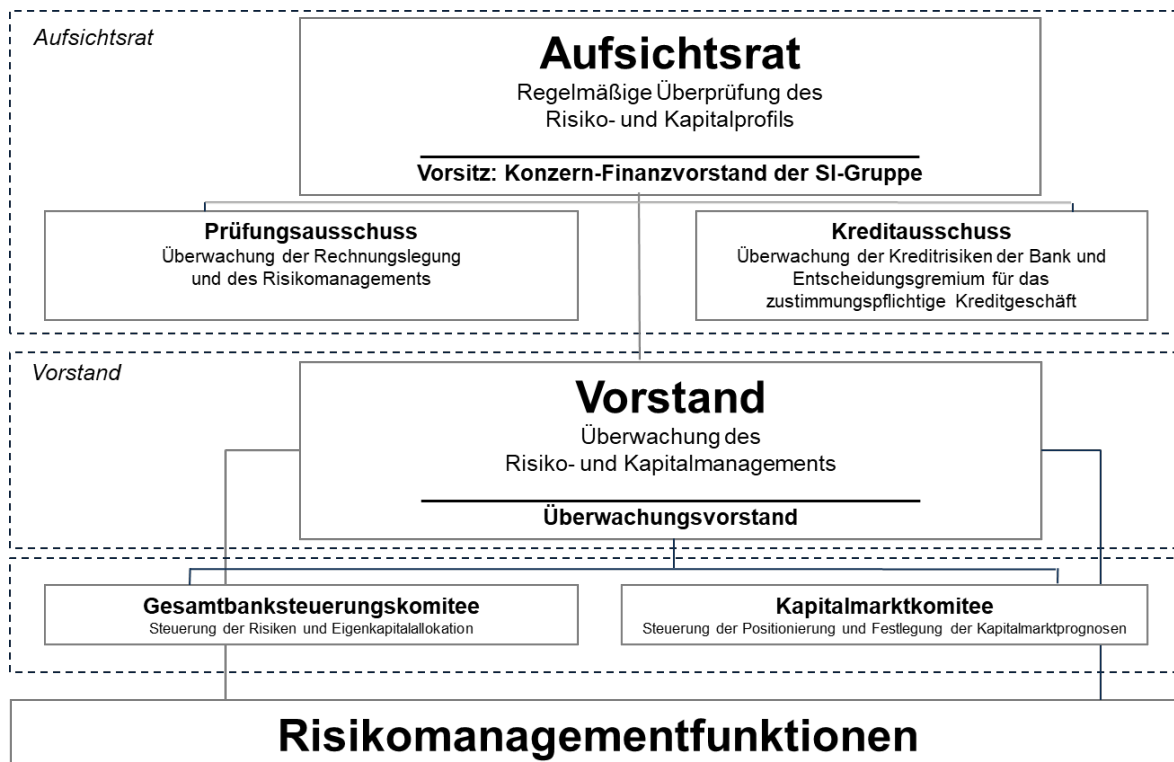 Aufsichtsrat
Aufsichtsrat
Regelmäßige Überprüfung des
Risiko- und Kapitalprofils
Vorsitz: Konzern-Finanzvorstand der SI-Gruppe
Prüfungsausschuss
Überwachung der Rechnungslegung
und des Risikomanagements
Kreditausschuss
Überwachung der Kreditrisiken der Bank und
Entscheidungsgremium für das
zustimmungspflichtige Kreditgeschäft
Vorstand
Vorstand
Überwachung des
Risiko- und Kapitalmanagements
Überwachungsvorstand
Gesamtbanksteuerungskomitee
Steuerung der Risiken und Eigenkapitalallokation
Kapitalmarktkomitee
Steuerung der Positionierung und Festlegung der Kapitalmarktprognosen
Risikomanagementfunktionen